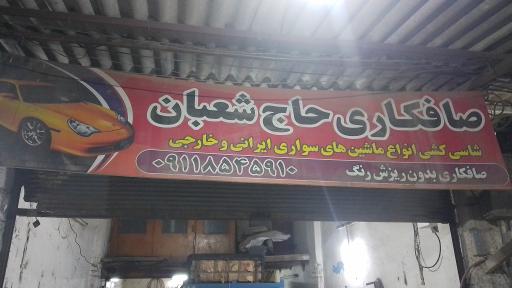 صافکاری حاج شعبان
شاسی کشی انواع ماشین های سواری ایرانی و خارجی
صافکاری بدون ریزش رنگ
۰۹۱۱۸۵۴۵۹۱۰